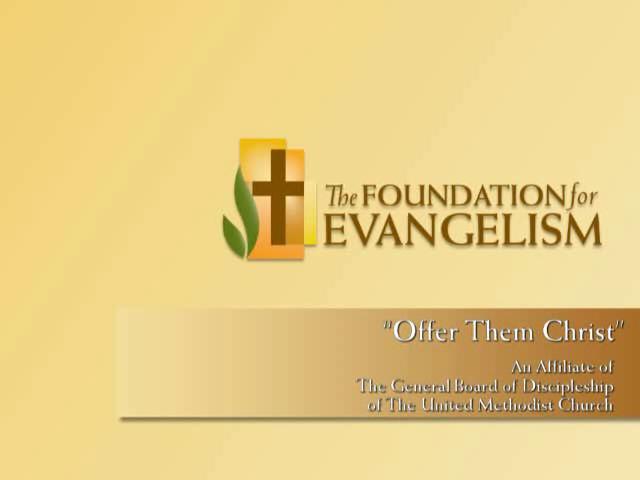 The FOUNDATION for
EVANGELISM
"Offer Them Christ"
An Affiliate of
The General Board of Discipleship
of The United Methodist Church